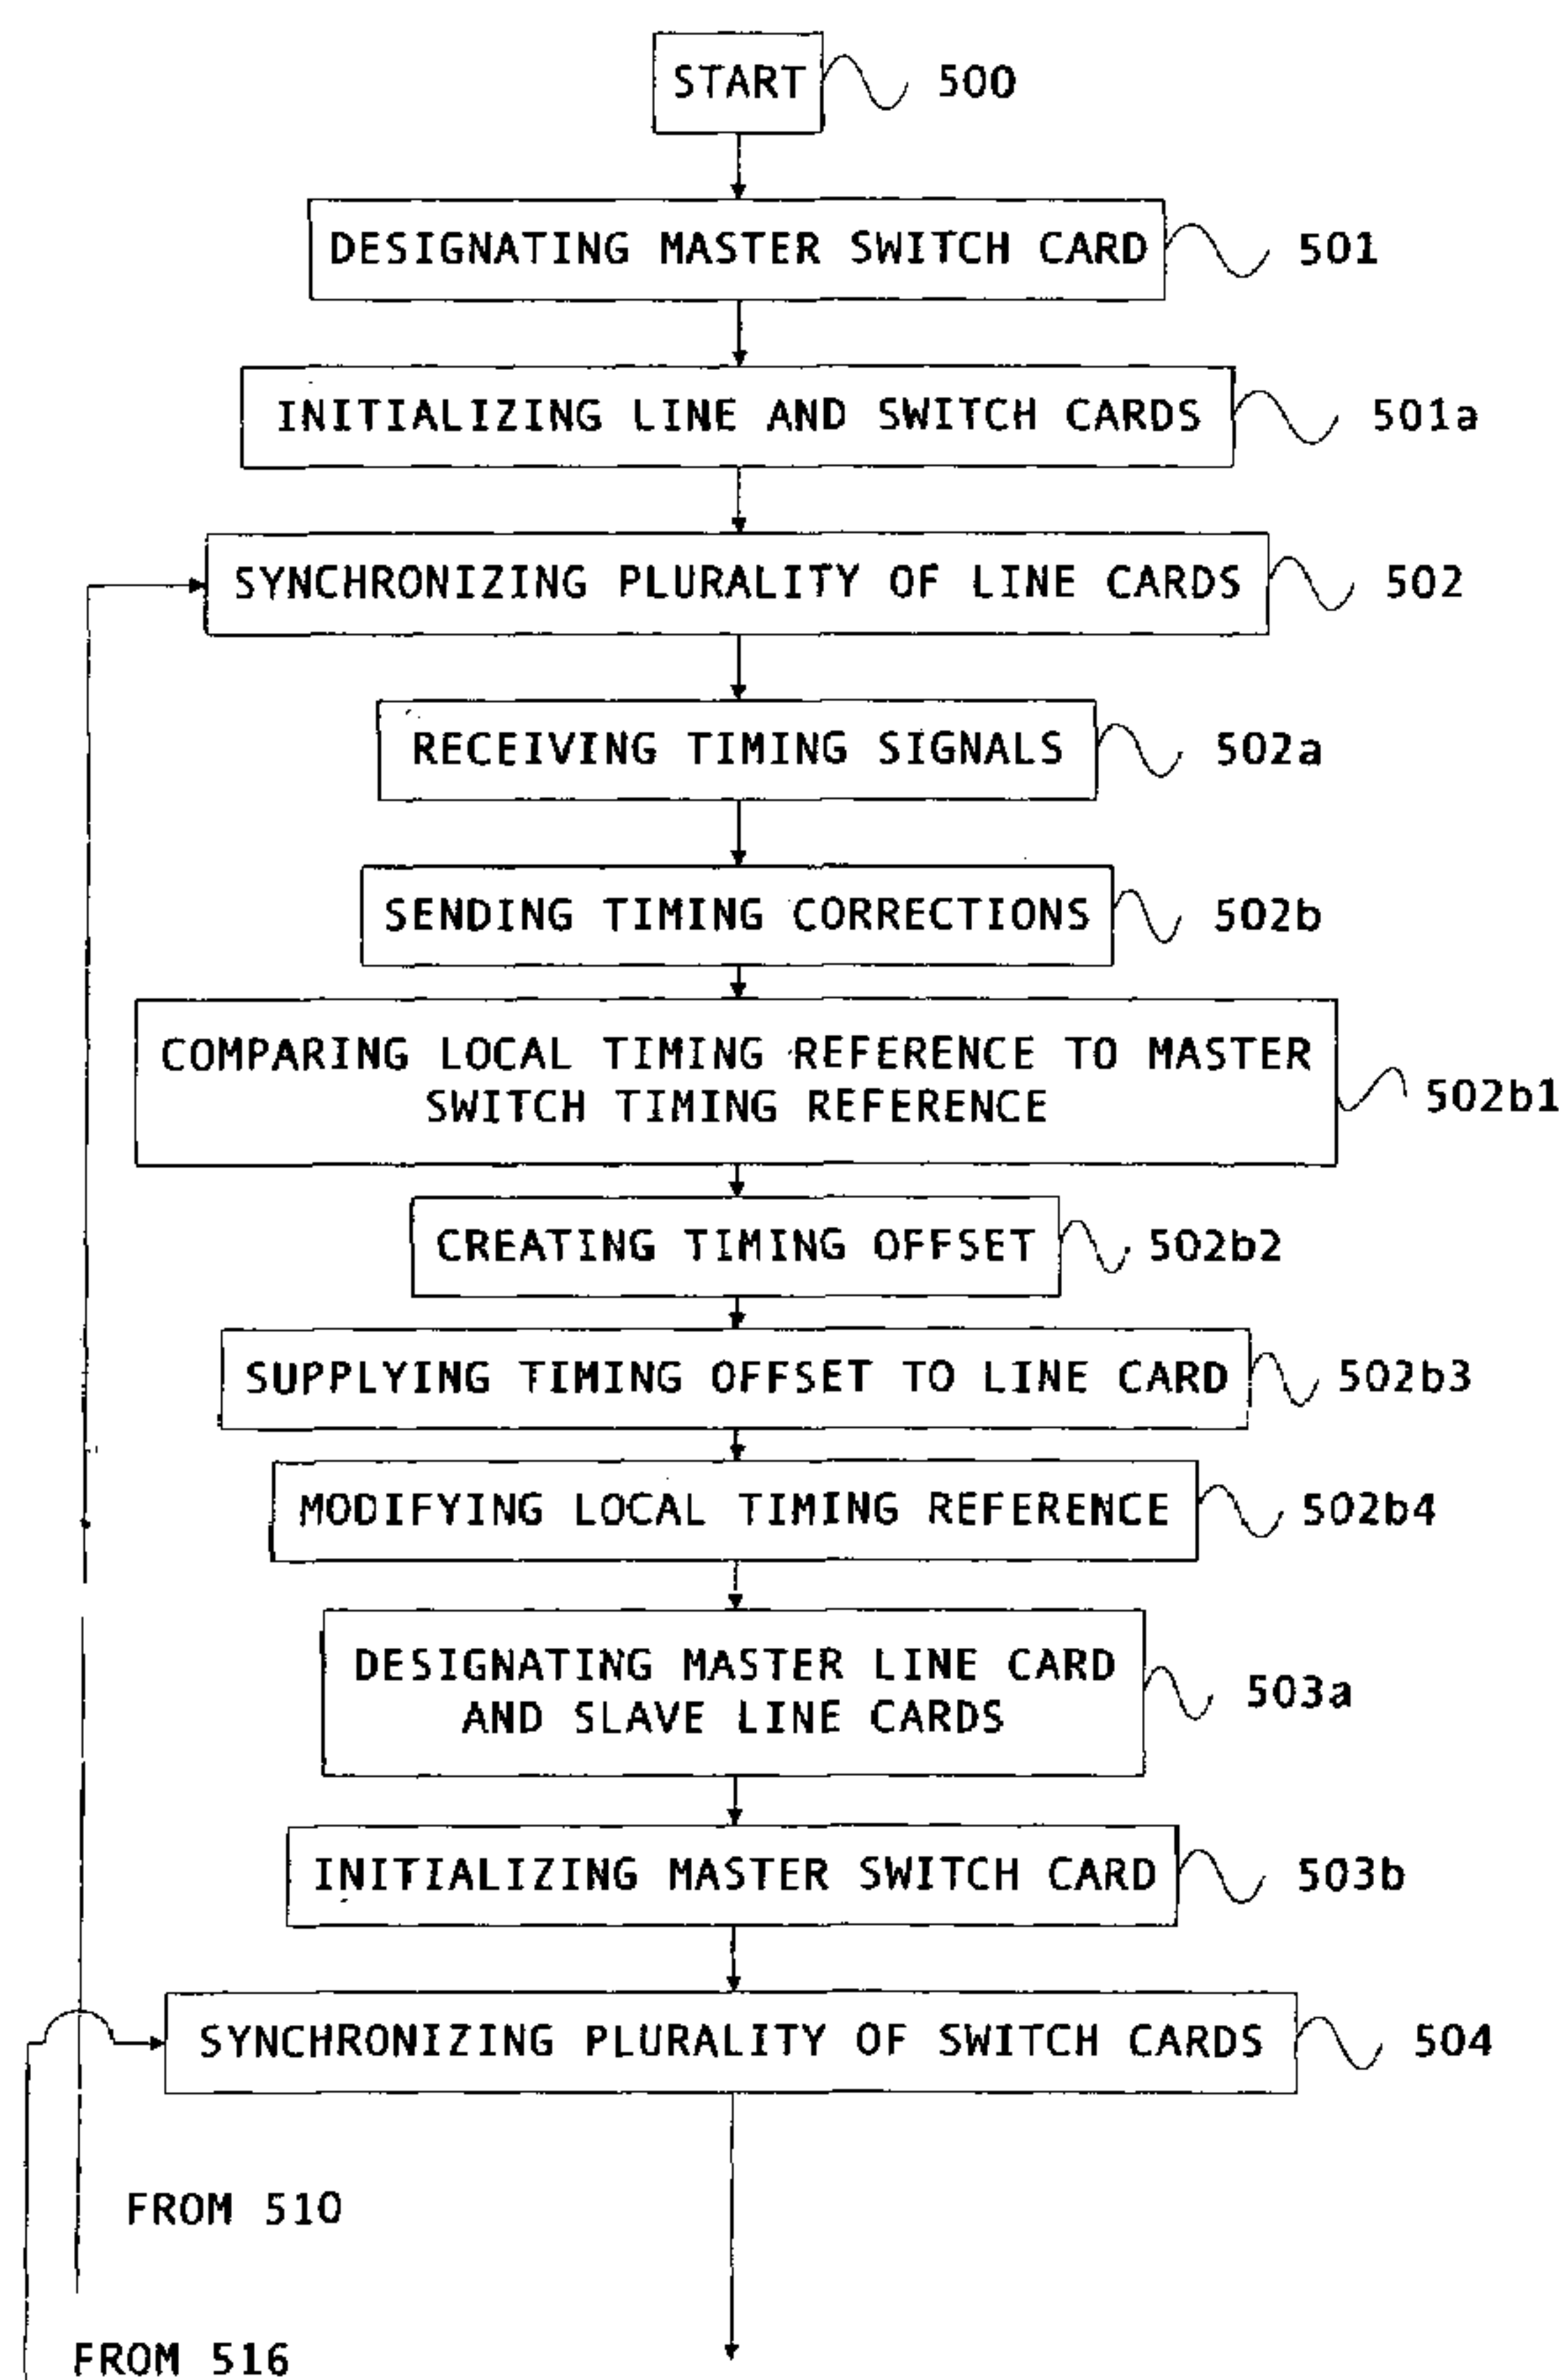 START 500
DESIGNATING MASTER SWITCH CARD 501
INITIALIZING LINE AND SWITCH CARDS 501a
SYNCHRONIZING PLURALITY OF LINE CARDS 502
RECEIVING TIMING SIGNALS 502a
SENDING TIMING CORRECTIONS 502b
COMPARING LOCAL TIMING REFERENCE TO MASTER
SWITCH TIMING REFERENCE 502b1
CREATING TIMING OFFSET 502b2
SUPPLYING TIMING OFFSET TO LINE CARD 502b3
MODIFYING LOCAL TIMING REFERENCE 502b4
DESIGNATING MASTER LINE CARD
AND SLAVE LINE CARDS 503a
INITIALIZING MASTER SWITCH CARD 503b
SYNCHRONIZING PLURALITY OF SWITCH CARDS 504
FROM 510
FROM 516